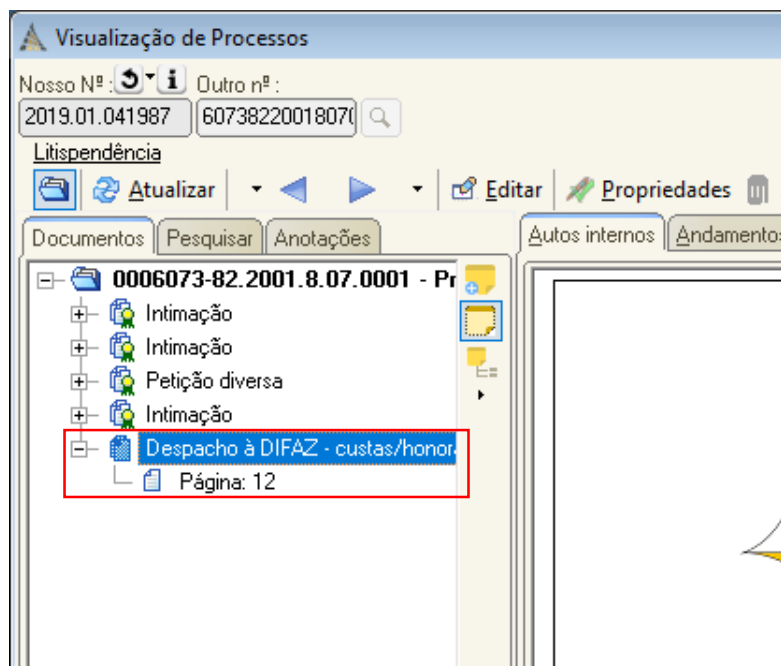 Visualização de Processos
Nosso Nº : Outro nº :
2019.01.041987 6073822001807
Litispendência
Atualizar Editar Propriedades
Documentos Pesquisar Anotações Autos internos Andamentos
0006073-82.2001.8.07.0001 - Pr
Intimação
Intimação
Petição diversa
Intimação
Despacho à DIFAZ - custas/honor
Página: 12